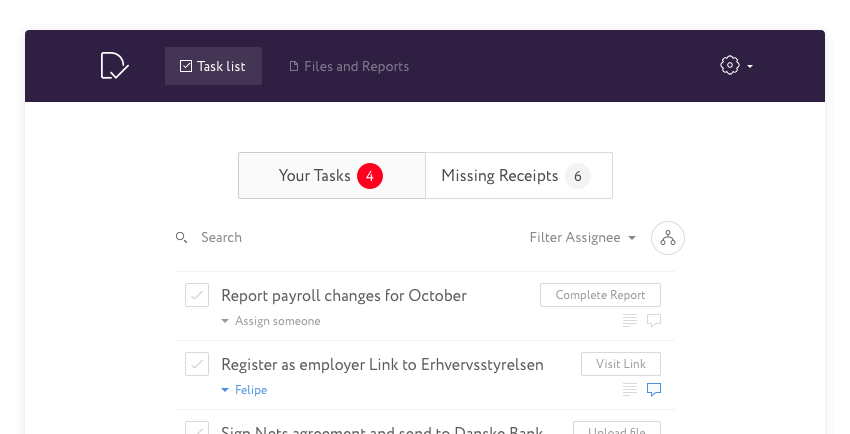 Task list
Files and Reports
Your Tasks 4
Missing Receipts 6
Search
Filter Assignee
Report payroll changes for October
Complete Report
Assign someone
Register as employer Link to Erhvervsstyrelsen
Visit Link
Felipe
Sign Nets agreement and send to Danske Bank
Upload file